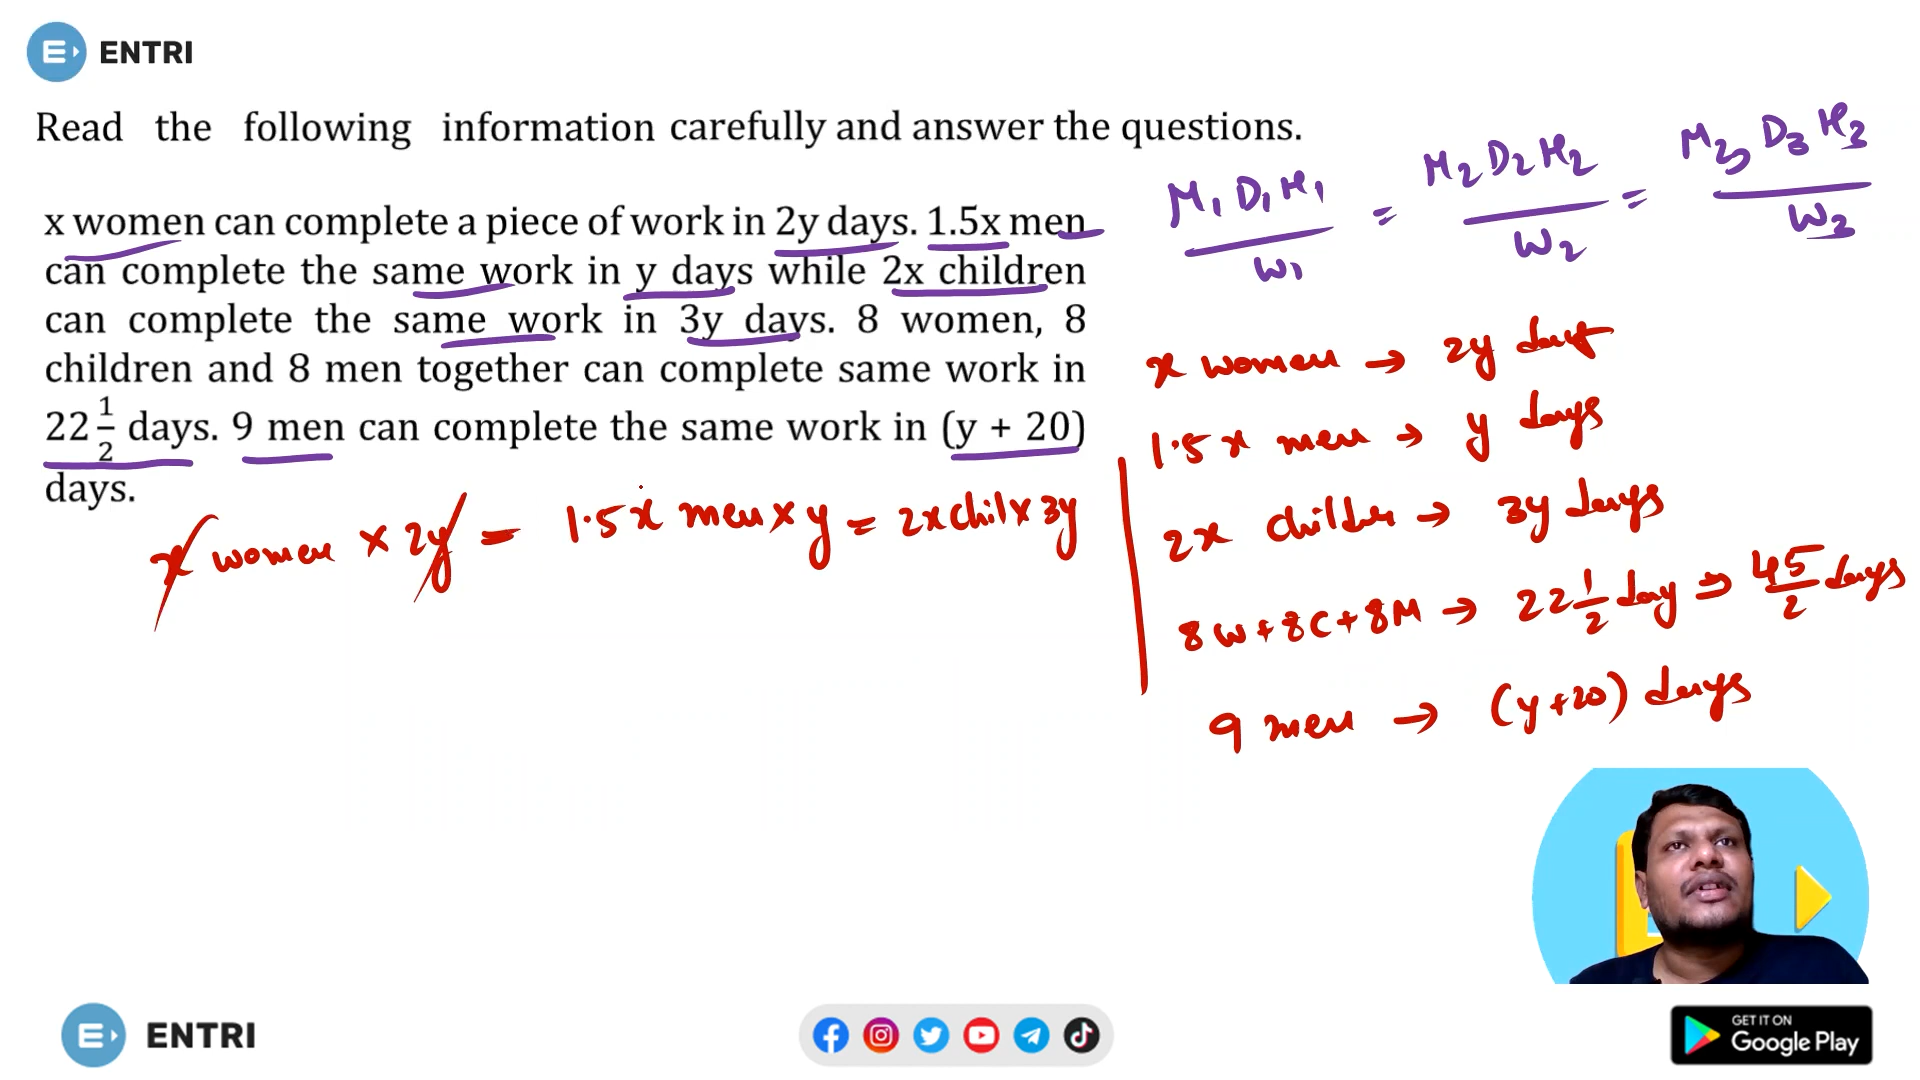 ENTRI
Read the following information carefully and answer the questions.
x women can complete a piece of work in 2y days. 1.5x men
can complete the same work in y days while 2x children
can complete the same work in 3y days. 8 women, 8
children and 8 men together can complete same work in
22 1/2 days. 9 men can complete the same work in (y + 20)
days.
x women × 2y = 1.5x men × y = 2x chil × 3y
M1 D1 H1 / W1 = M2 D2 H2 / W2 = M3 D3 H3 / W3
x women → 2y days
1.5x men → y days
2x childre → 3y days
8W + 8C + 8M → 22 1/2 day ⇒ 45/2 days
9 men → (y+20) days
ENTRI
GET IT ON
Google Play